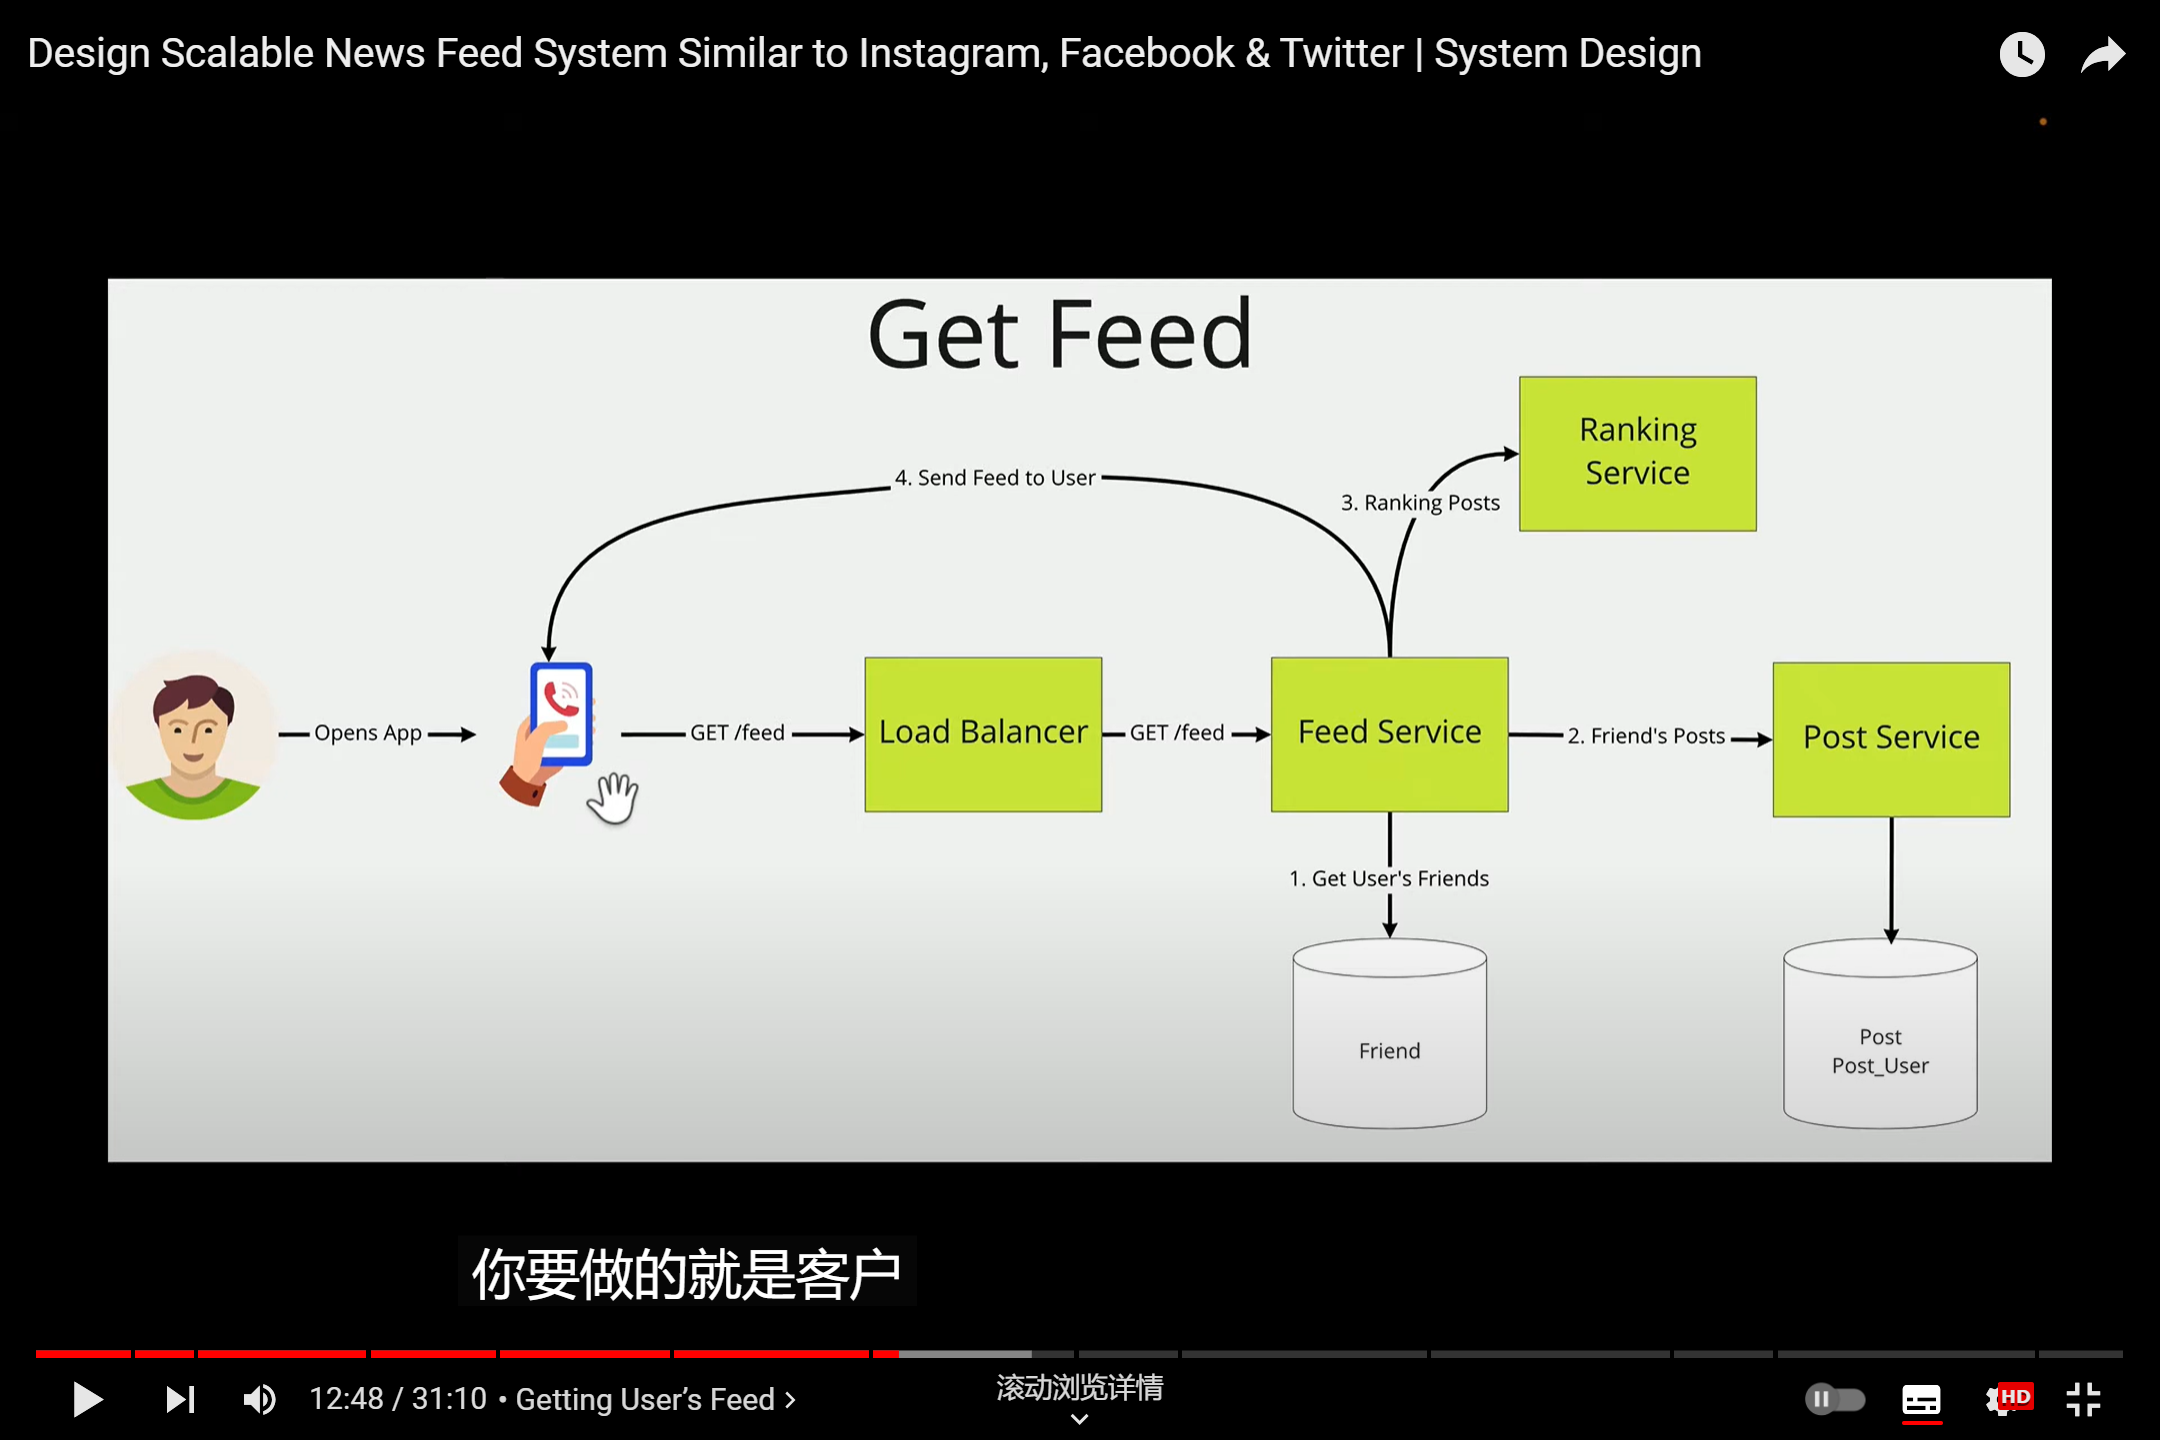 Design Scalable News Feed System Similar to Instagram, Facebook & Twitter | System Design
Get Feed
Ranking
Service
4. Send Feed to User
3. Ranking Posts
Opens App
GET /feed
Load Balancer
GET /feed
Feed Service
2. Friend's Posts
Post Service
1. Get User's Friends
Friend
Post
Post_User
你要做的就是客户
12:48 / 31:10 • Getting User’s Feed
滚动浏览详情
HD